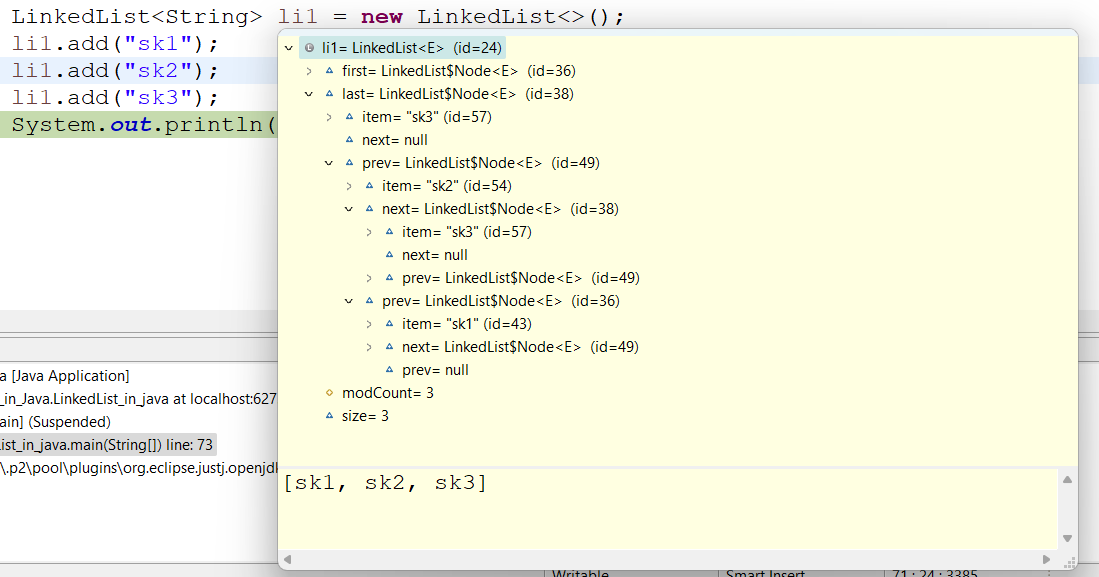 LinkedList<String> li1 = new LinkedList<>();
li1.add("sk1");
li1.add("sk2");
li1.add("sk3");
System.out.println(
li1= LinkedList<E> (id=24)
first= LinkedList$Node<E> (id=36)
last= LinkedList$Node<E> (id=38)
item= "sk3" (id=57)
next= null
prev= LinkedList$Node<E> (id=49)
item= "sk2" (id=54)
next= LinkedList$Node<E> (id=38)
item= "sk3" (id=57)
next= null
prev= LinkedList$Node<E> (id=49)
prev= LinkedList$Node<E> (id=36)
item= "sk1" (id=43)
next= LinkedList$Node<E> (id=49)
prev= null
modCount= 3
size= 3
[sk1, sk2, sk3]
a [Java Application]
_in_Java.LinkedList_in_java at localhost:627
ain] (Suspended)
ist_in_java.main(String[]) line: 73
\.p2\pool\plugins\org.eclipse.justj.openjdk
Writable
Smart Insert
71 : 24 : 3385